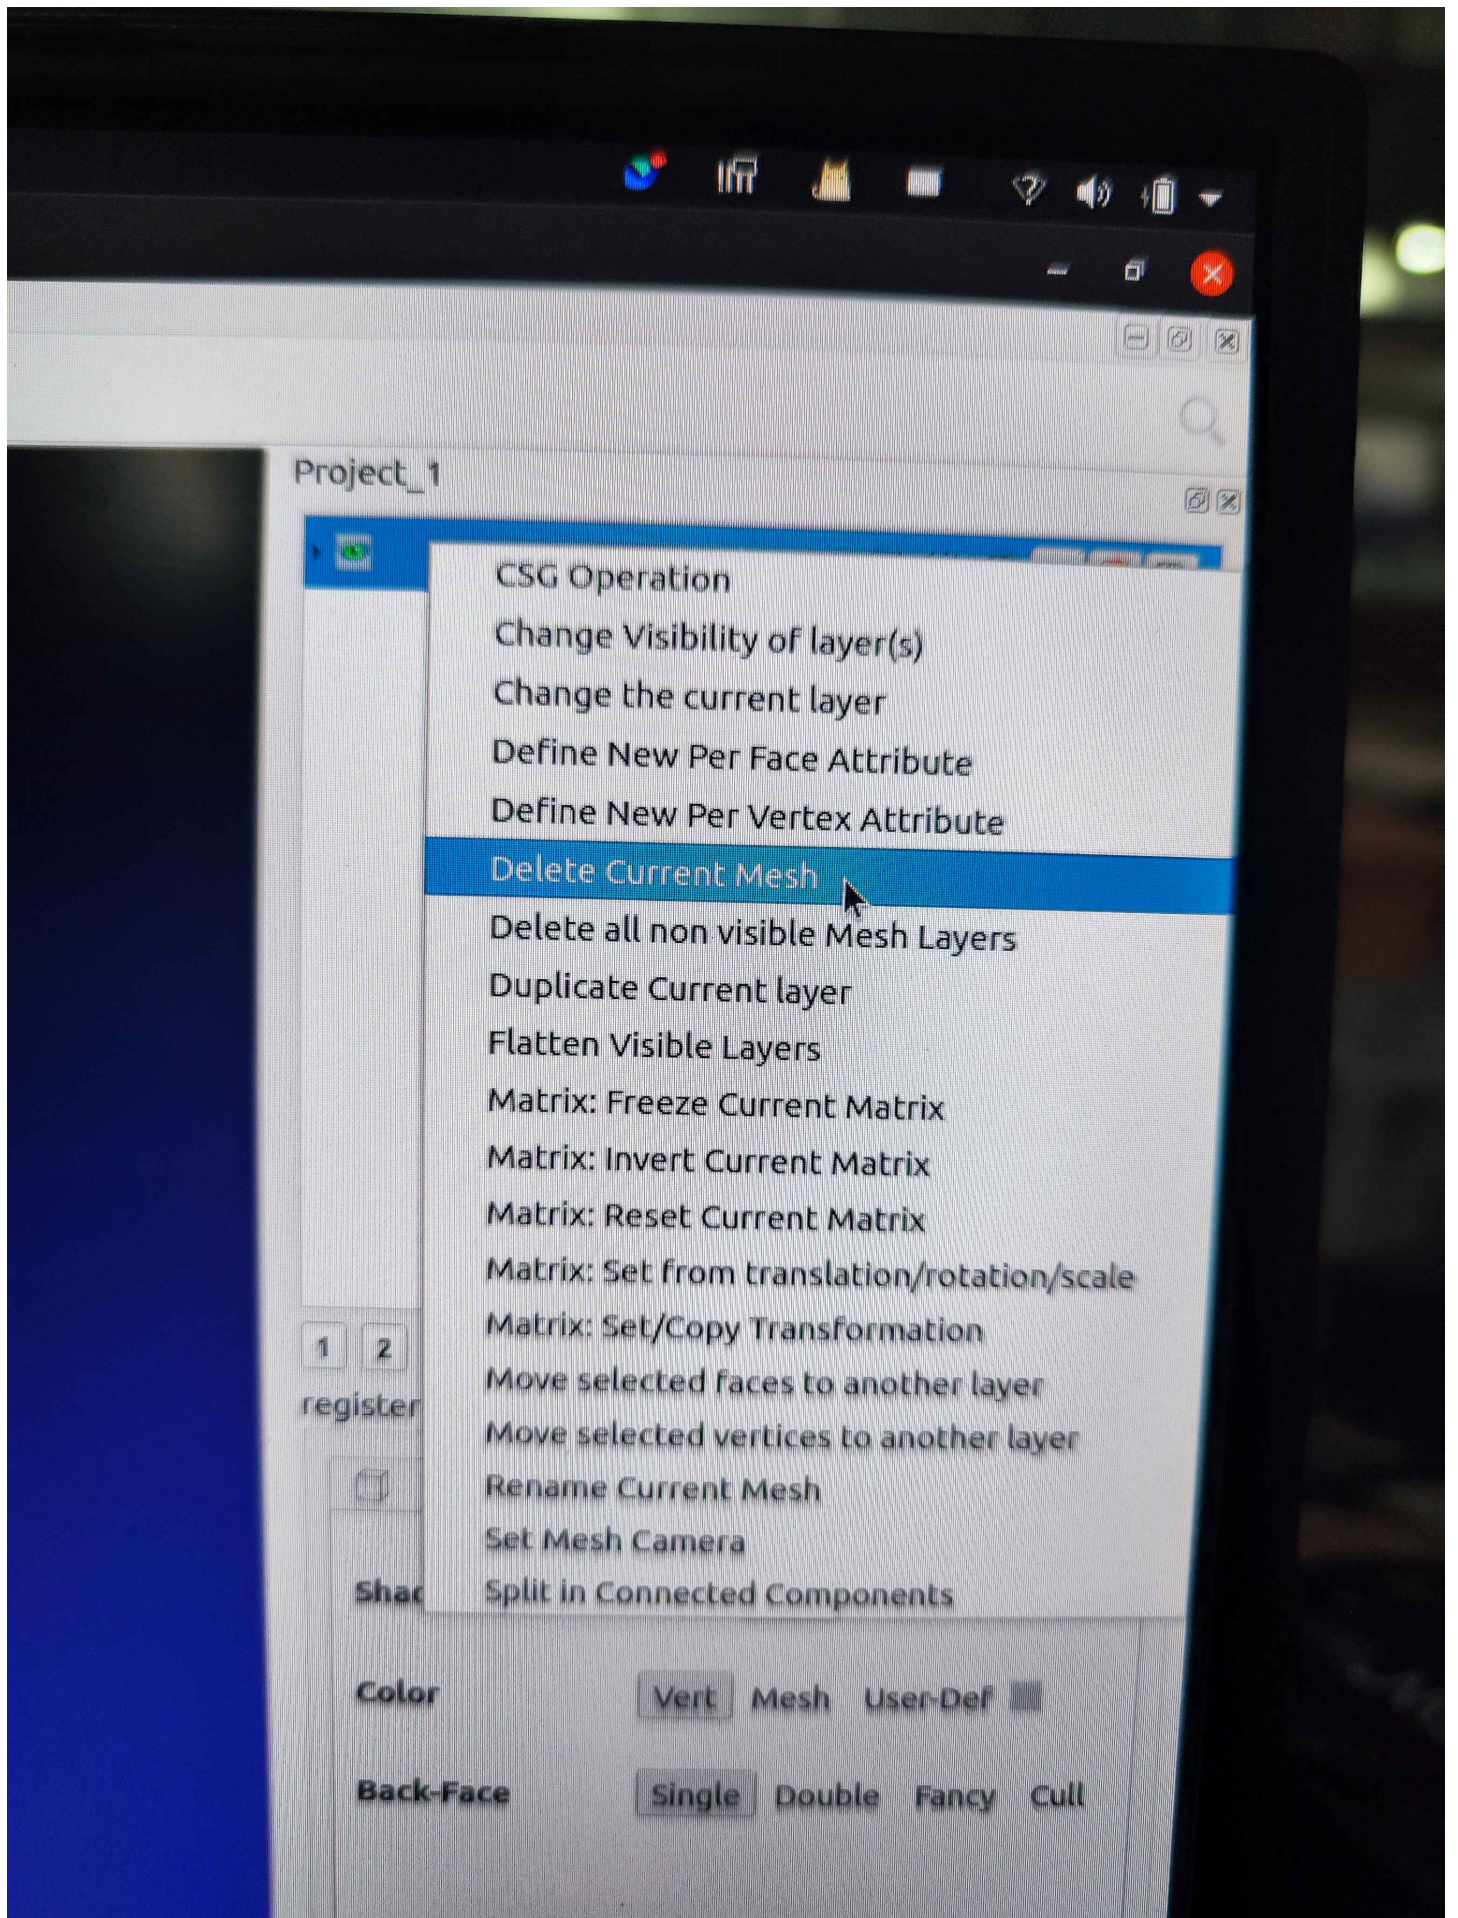 Project_1
CSG Operation
Change Visibility of layer(s)
Change the current layer
Define New Per Face Attribute
Define New Per Vertex Attribute
Delete Current Mesh
Delete all non visible Mesh Layers
Duplicate Current layer
Flatten Visible Layers
Matrix: Freeze Current Matrix
Matrix: Invert Current Matrix
Matrix: Reset Current Matrix
Matrix: Set from translation/rotation/scale
Matrix: Set/Copy Transformation
Move selected faces to another layer
Move selected vertices to another layer
Rename Current Mesh
Set Mesh Camera
Split in Connected Components
1 2
register
Shad
Color Vert Mesh User-Def
Back-Face Single Double Fancy Cull